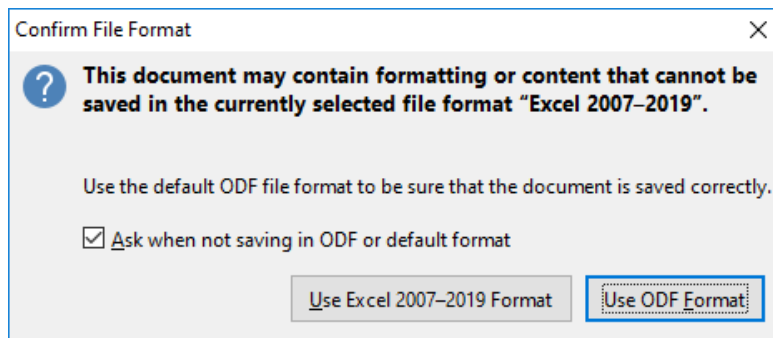 Confirm File Format
This document may contain formatting or content that cannot be
saved in the currently selected file format “Excel 2007–2019”.
Use the default ODF file format to be sure that the document is saved correctly.
Ask when not saving in ODF or default format
Use Excel 2007–2019 Format
Use ODF Format